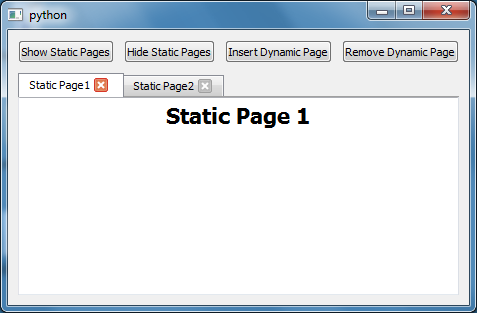 python
Show Static Pages Hide Static Pages Insert Dynamic Page Remove Dynamic Page
Static Page1 Static Page2
Static Page 1